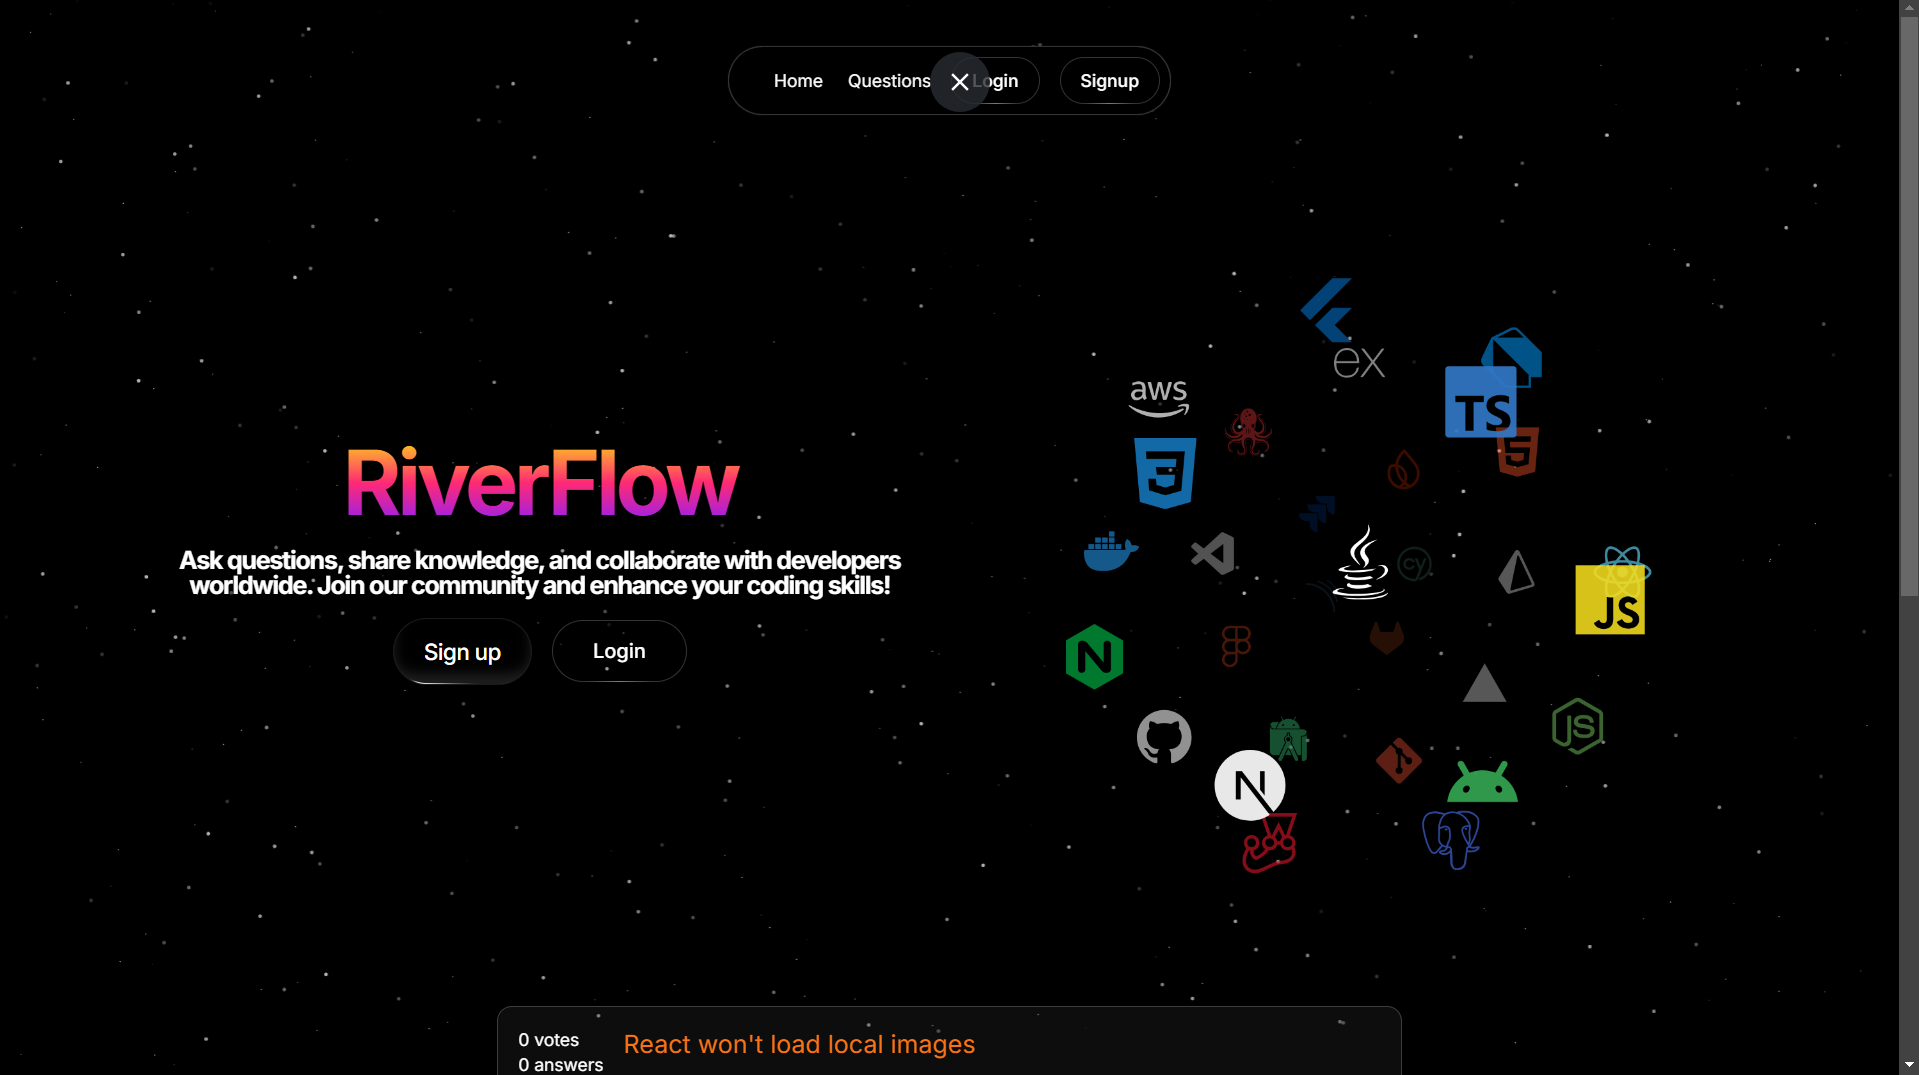 Home
Questions
Login
Signup
ex
aws
TS
RiverFlow
Ask questions, share knowledge, and collaborate with developers
worldwide. Join our community and enhance your coding skills!
cy
JS
Sign up
Login
N
JS
N
0 votes
React won't load local images
0 answers